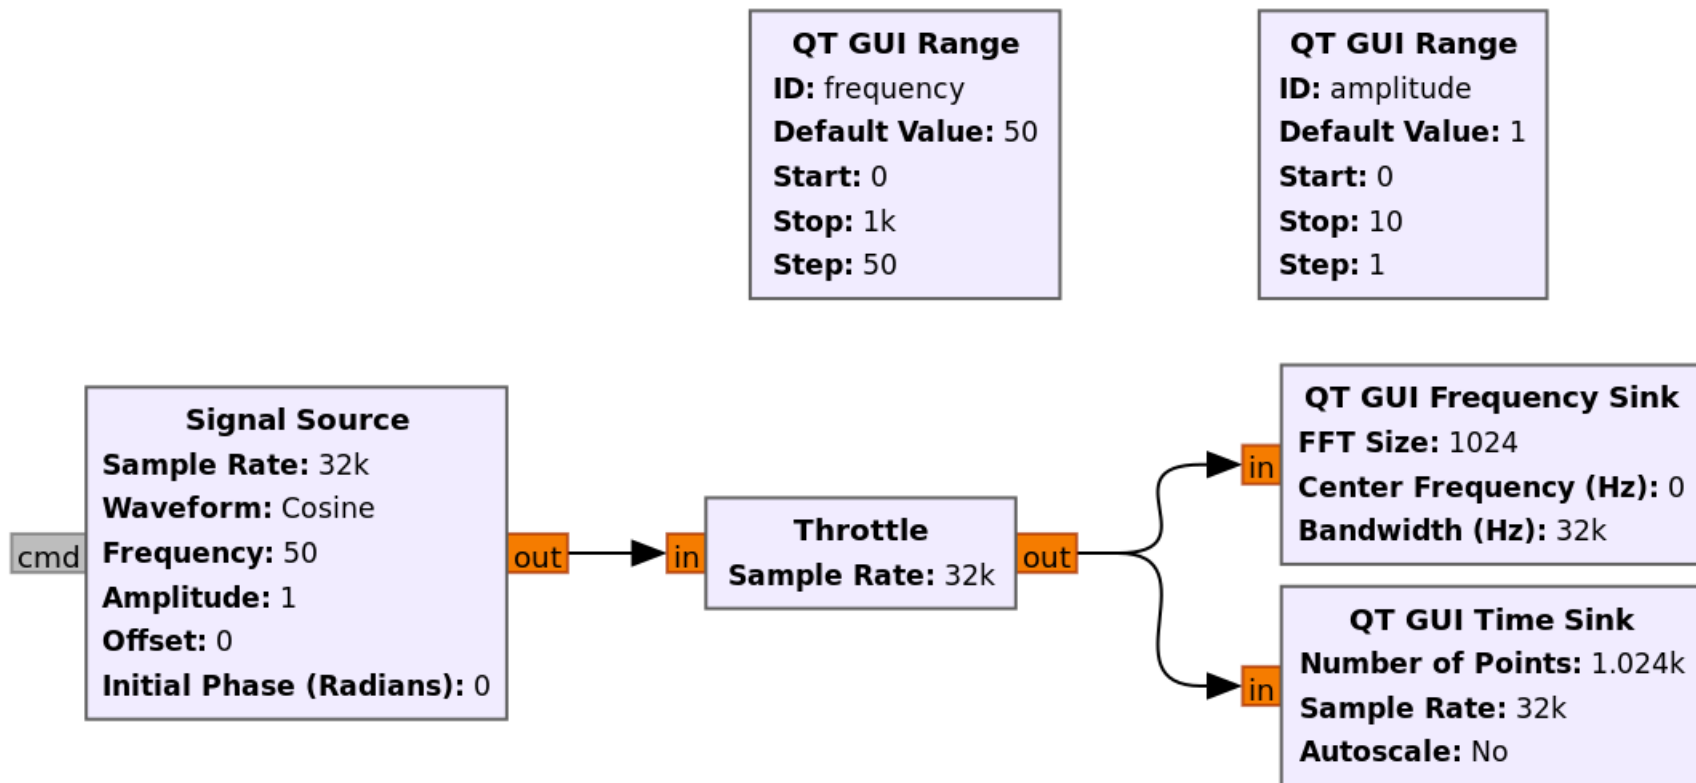 QT GUI Range
ID: frequency
Default Value: 50
Start: 0
Stop: 1k
Step: 50
QT GUI Range
ID: amplitude
Default Value: 1
Start: 0
Stop: 10
Step: 1
cmd
Signal Source
Sample Rate: 32k
Waveform: Cosine
Frequency: 50
Amplitude: 1
Offset: 0
Initial Phase (Radians): 0
out
in
Throttle
Sample Rate: 32k
out
in
QT GUI Frequency Sink
FFT Size: 1024
Center Frequency (Hz): 0
Bandwidth (Hz): 32k
in
QT GUI Time Sink
Number of Points: 1.024k
Sample Rate: 32k
Autoscale: No